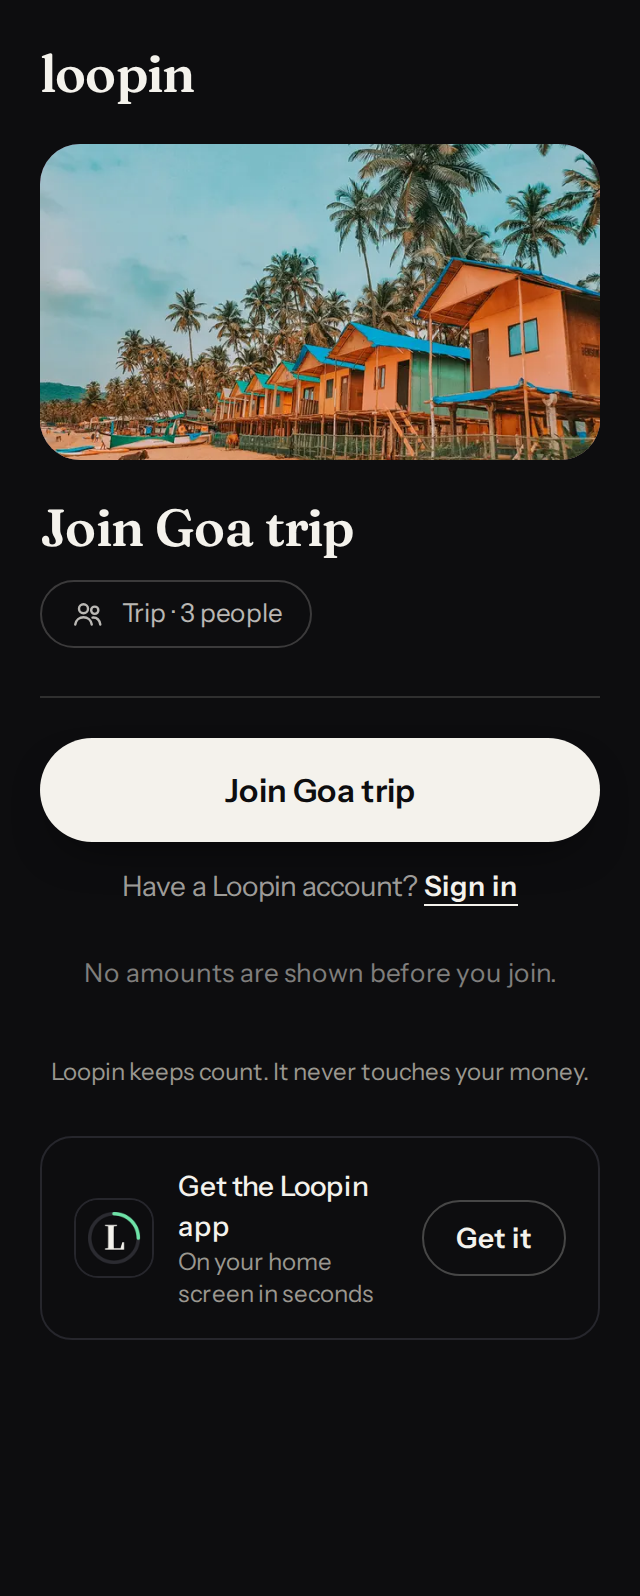 loopin
Join Goa trip
Trip · 3 people
Join Goa trip
Have a Loopin account? Sign in
No amounts are shown before you join.
Loopin keeps count. It never touches your money.
Get the Loopin
app
On your home
screen in seconds
L
Get it